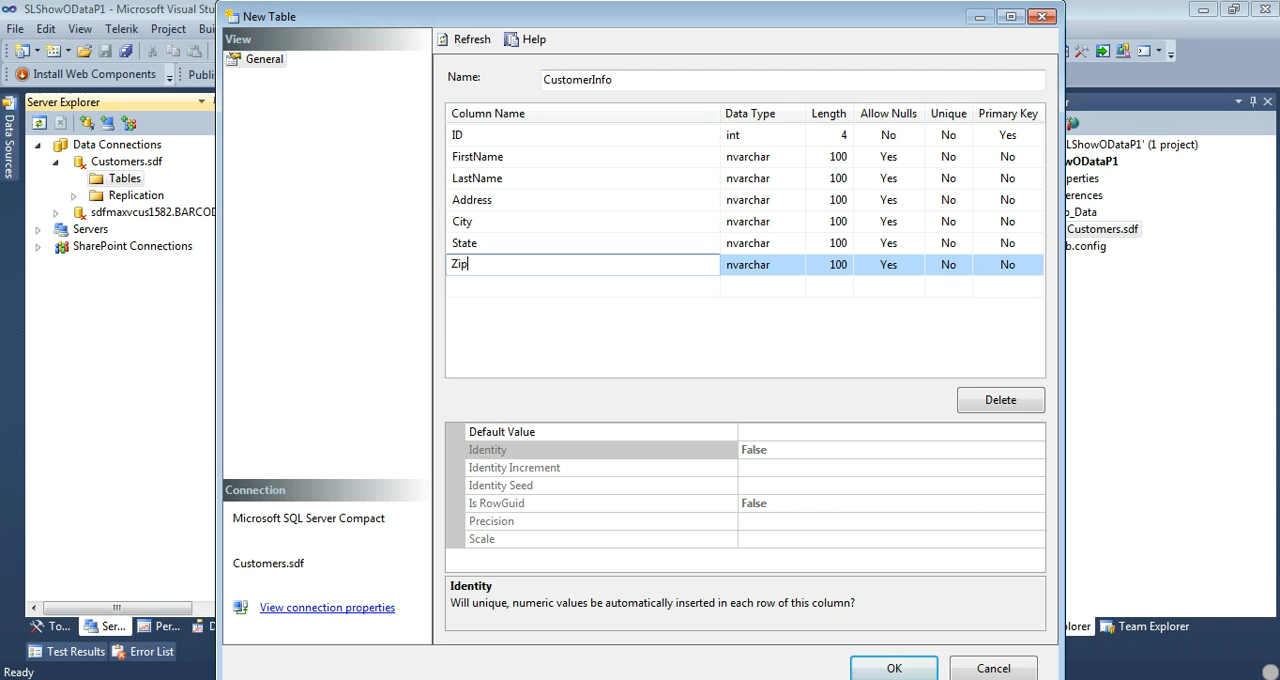 SLShowODataP1 - Microsoft Visual Stu
File Edit View Telerik Project Bui
Install Web Components Publi
Data Sources
Server Explorer
Data Connections
Customers.sdf
Tables
Replication
sdfmaxvcus1582.BARCOD
Servers
SharePoint Connections
To... Ser... Per... D
Test Results Error List
Ready
New Table
View
General
Connection
Microsoft SQL Server Compact
Customers.sdf
View connection properties
Refresh Help
Name: CustomerInfo
Column Name Data Type Length Allow Nulls Unique Primary Key
ID int 4 No No Yes
FirstName nvarchar 100 Yes No No
LastName nvarchar 100 Yes No No
Address nvarchar 100 Yes No No
City nvarchar 100 Yes No No
State nvarchar 100 Yes No No
Zip nvarchar 100 Yes No No
Delete
Default Value
Identity False
Identity Increment
Identity Seed
Is RowGuid False
Precision
Scale
Identity
Will unique, numeric values be automatically inserted in each row of this column?
OK Cancel
r
LShowODataP1' (1 project)
wODataP1
perties
erences
p_Data
Customers.sdf
b.config
lorer Team Explorer